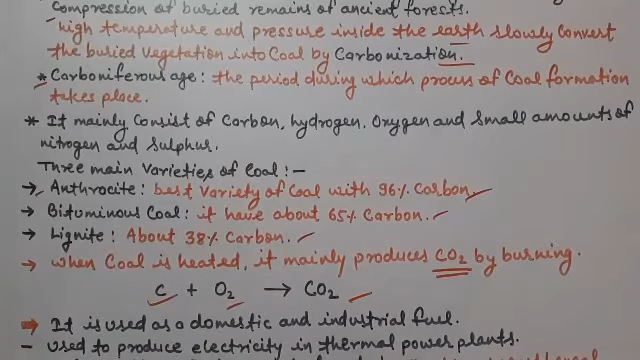 Compression of buried remains of ancient forests.
high temperature and pressure inside the earth slowly convert
the buried vegetation into Coal by Carbonization.
* Carboniferous age: the period during which process of Coal formation
takes place.
* It mainly consist of Carbon, hydrogen, Oxygen and small amounts of
nitrogen and sulphur.
Three main varieties of Coal:-
→ Anthrocite: best variety of Coal with 96% Carbon
→ Bituminous Coal: it have about 65% Carbon.
→ Lignite: About 38% Carbon.
→ when Coal is heated, it mainly produces CO2 by burning.
C + O2 → CO2
⇒ It is used as a domestic and industrial fuel.
- used to produce electricity in thermal power plants.